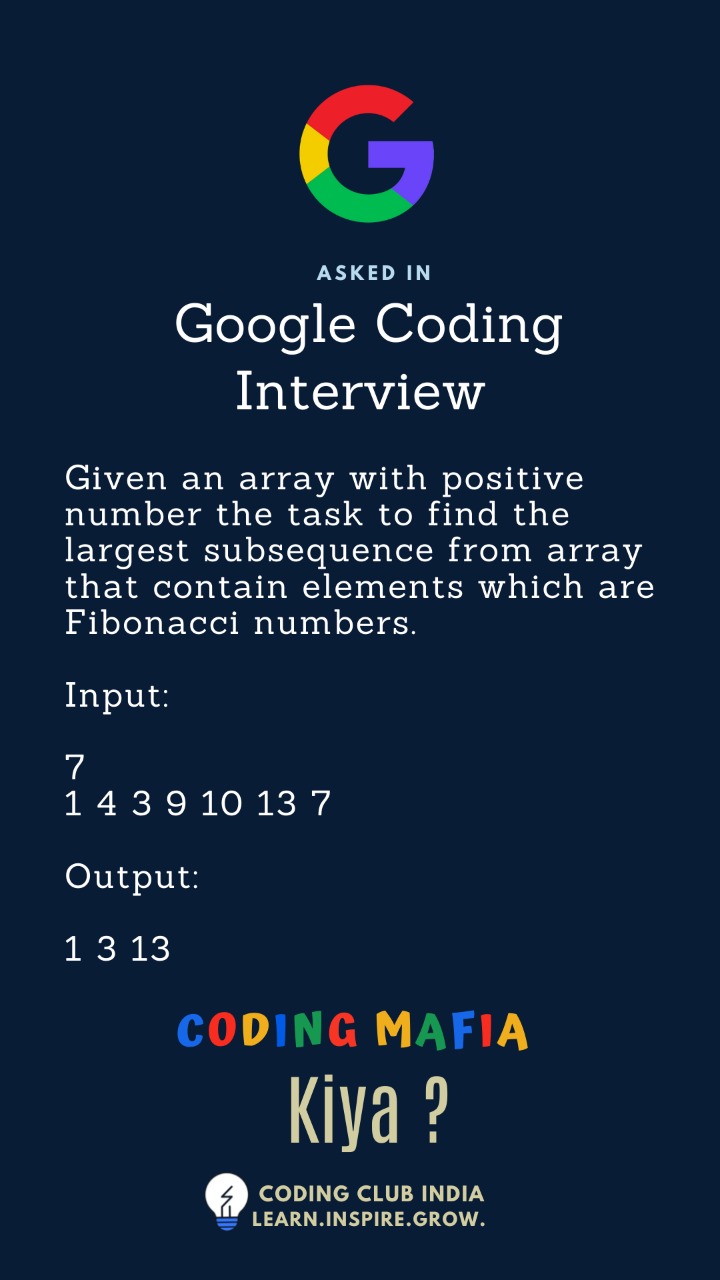 ASKED IN
Google Coding
Interview
Given an array with positive
number the task to find the
largest subsequence from array
that contain elements which are
Fibonacci numbers.
Input:
7
1 4 3 9 10 13 7
Output:
1 3 13
CODING MAFIA
Kiya ?
CODING CLUB INDIA
LEARN.INSPIRE.GROW.